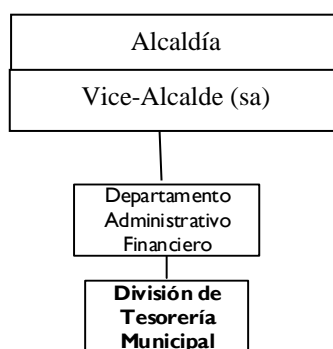 Alcaldía
Vice-Alcalde (sa)
Departamento
Administrativo
Financiero
División de
Tesorería
Municipal